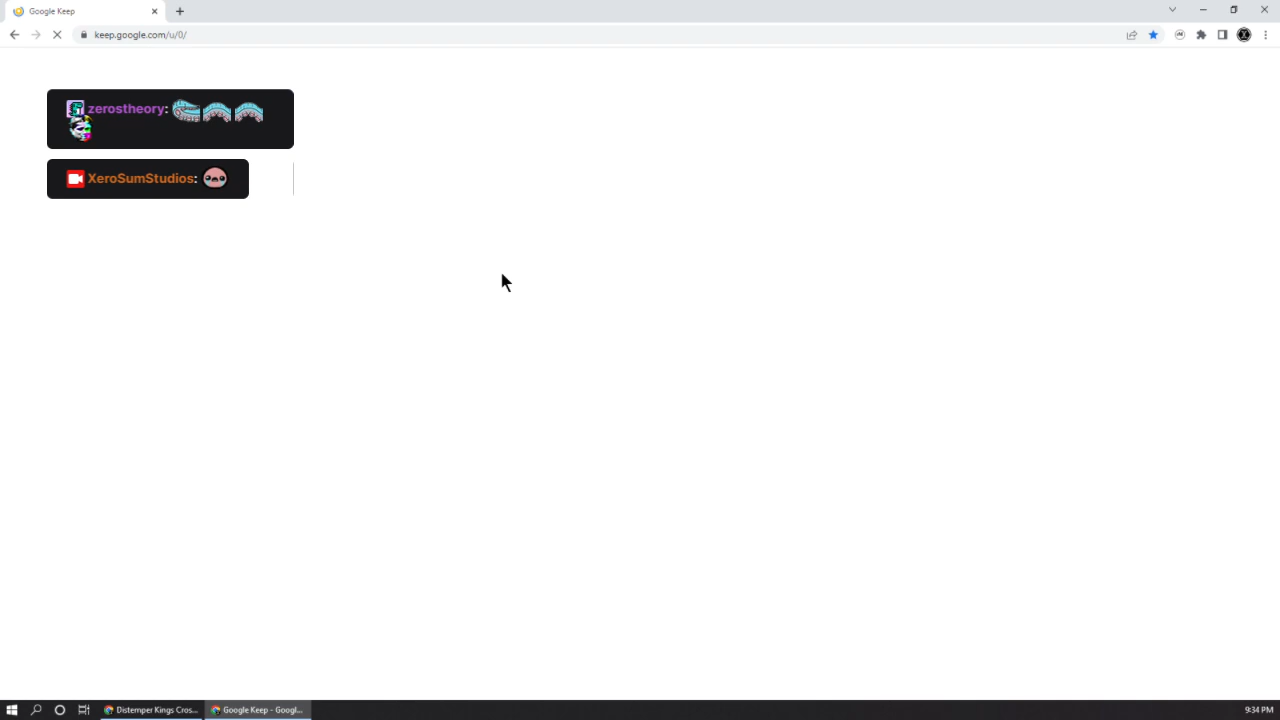 Google Keep
keep.google.com/u/0/
zerostheory:
XeroSumStudios:
Distemper Kings Cros...
Google Keep - Googl...
9:34 PM